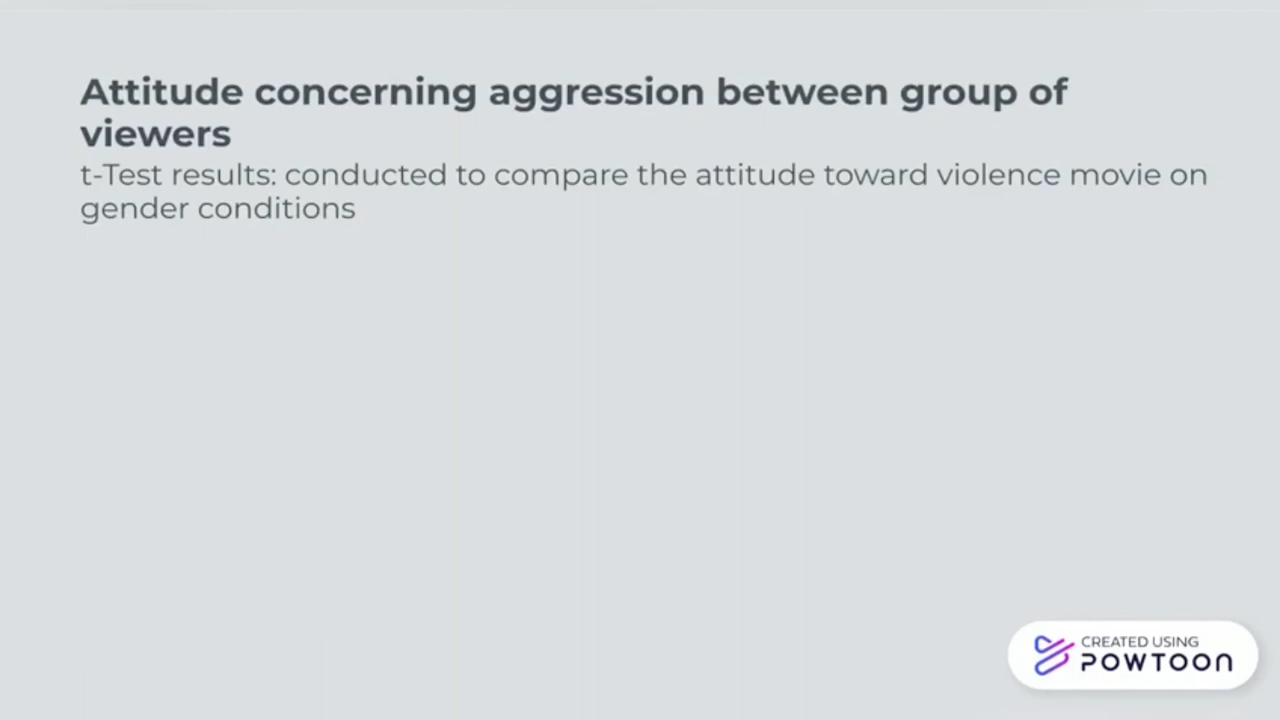 Attitude concerning aggression between group of
viewers
t-Test results: conducted to compare the attitude toward violence movie on
gender conditions
CREATED USING
POWTOON